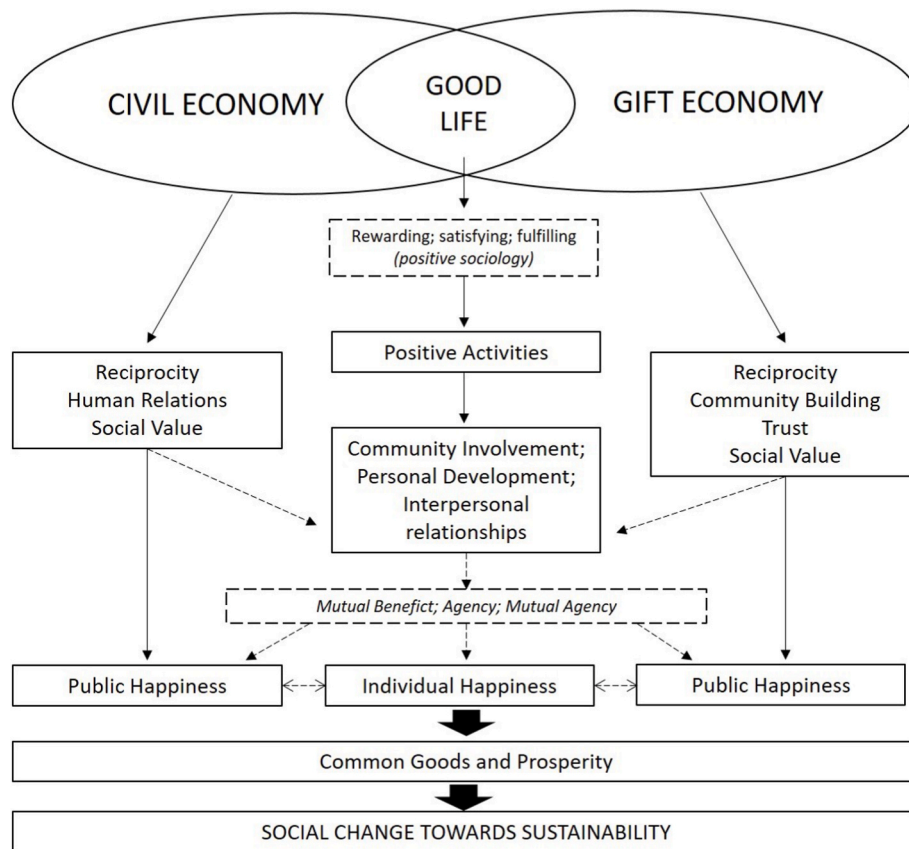 CIVIL ECONOMY
GOOD
LIFE
GIFT ECONOMY
Rewarding; satisfying; fulfilling
(positive sociology)
Positive Activities
Reciprocity
Human Relations
Social Value
Reciprocity
Community Building
Trust
Social Value
Community Involvement;
Personal Development;
Interpersonal
relationships
Mutual Benefict; Agency; Mutual Agency
Public Happiness
Individual Happiness
Public Happiness
Common Goods and Prosperity
SOCIAL CHANGE TOWARDS SUSTAINABILITY